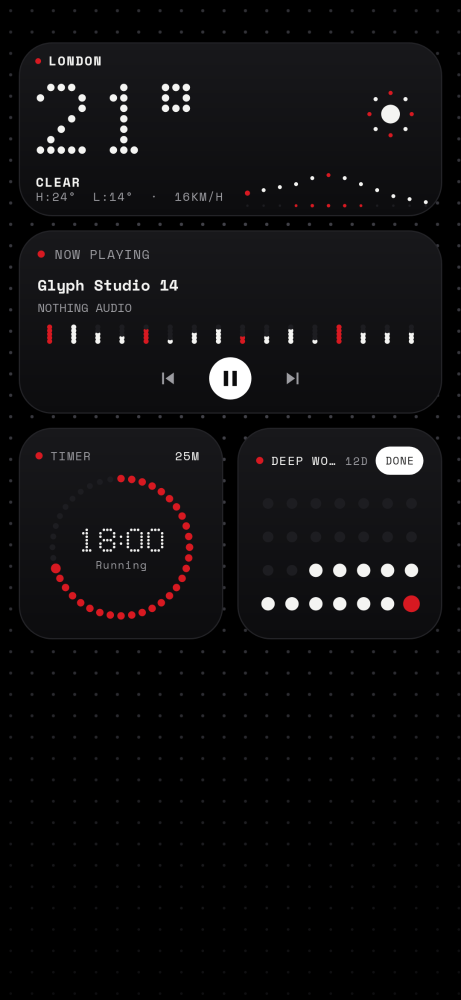 LONDON
21°
CLEAR
H:24° L:14° · 16KM/H
NOW PLAYING
Glyph Studio 14
NOTHING AUDIO
TIMER 25M
18:00
Running
DEEP WO… 12D DONE